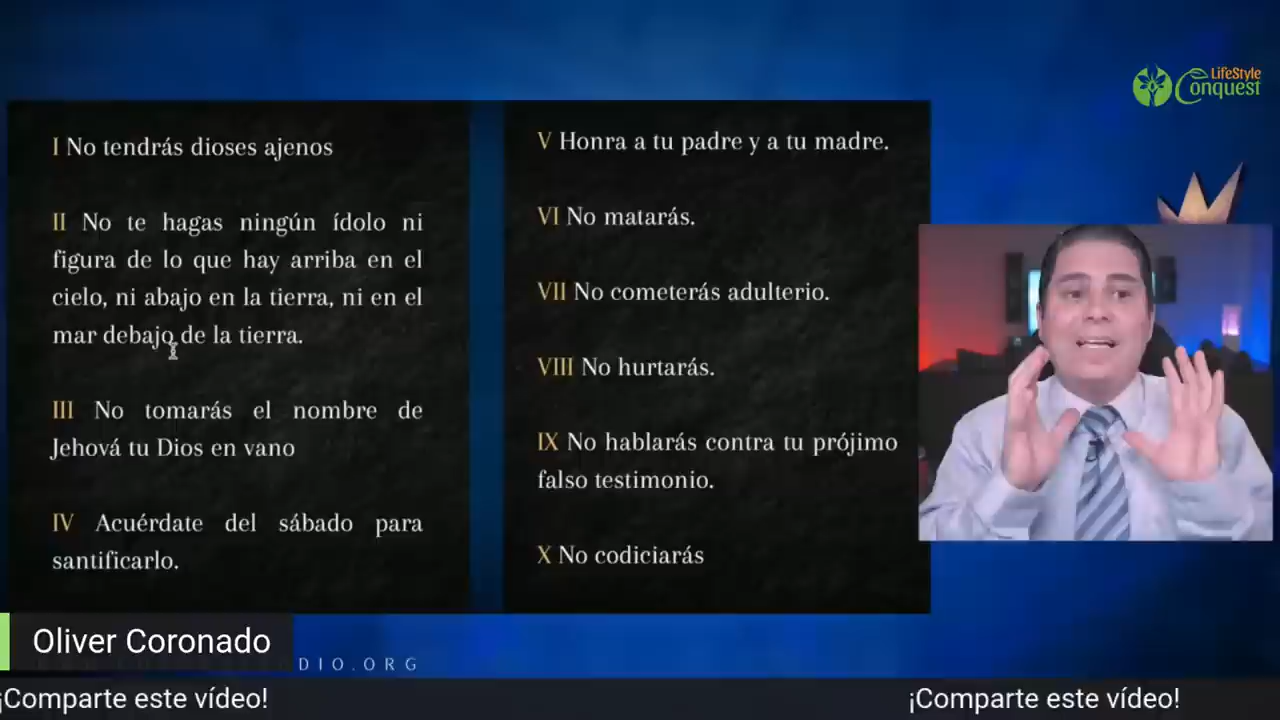 LifeStyle
Conquest
I No tendrás dioses ajenos
II No te hagas ningún ídolo ni
figura de lo que hay arriba en el
cielo, ni abajo en la tierra, ni en el
mar debajo de la tierra.
III No tomarás el nombre de
Jehová tu Dios en vano
IV Acuérdate del sábado para
santificarlo.
V Honra a tu padre y a tu madre.
VI No matarás.
VII No cometerás adulterio.
VIII No hurtarás.
IX No hablarás contra tu prójimo
falso testimonio.
X No codiciarás
Oliver Coronado
DIO.ORG
¡Comparte este vídeo!
¡Comparte este vídeo!